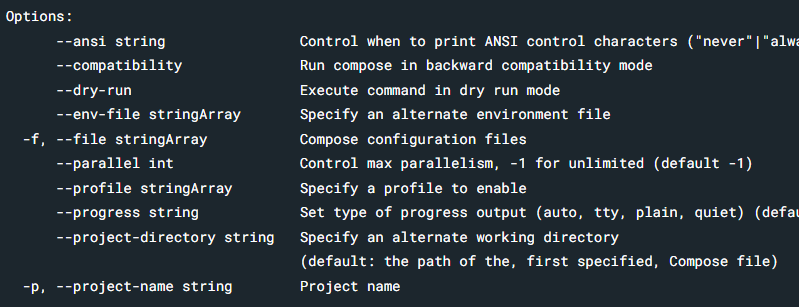 Options:
--ansi string Control when to print ANSI control characters ("never"|"alwa
--compatibility Run compose in backward compatibility mode
--dry-run Execute command in dry run mode
--env-file stringArray Specify an alternate environment file
-f, --file stringArray Compose configuration files
--parallel int Control max parallelism, -1 for unlimited (default -1)
--profile stringArray Specify a profile to enable
--progress string Set type of progress output (auto, tty, plain, quiet) (defau
--project-directory string Specify an alternate working directory
(default: the path of the, first specified, Compose file)
-p, --project-name string Project name